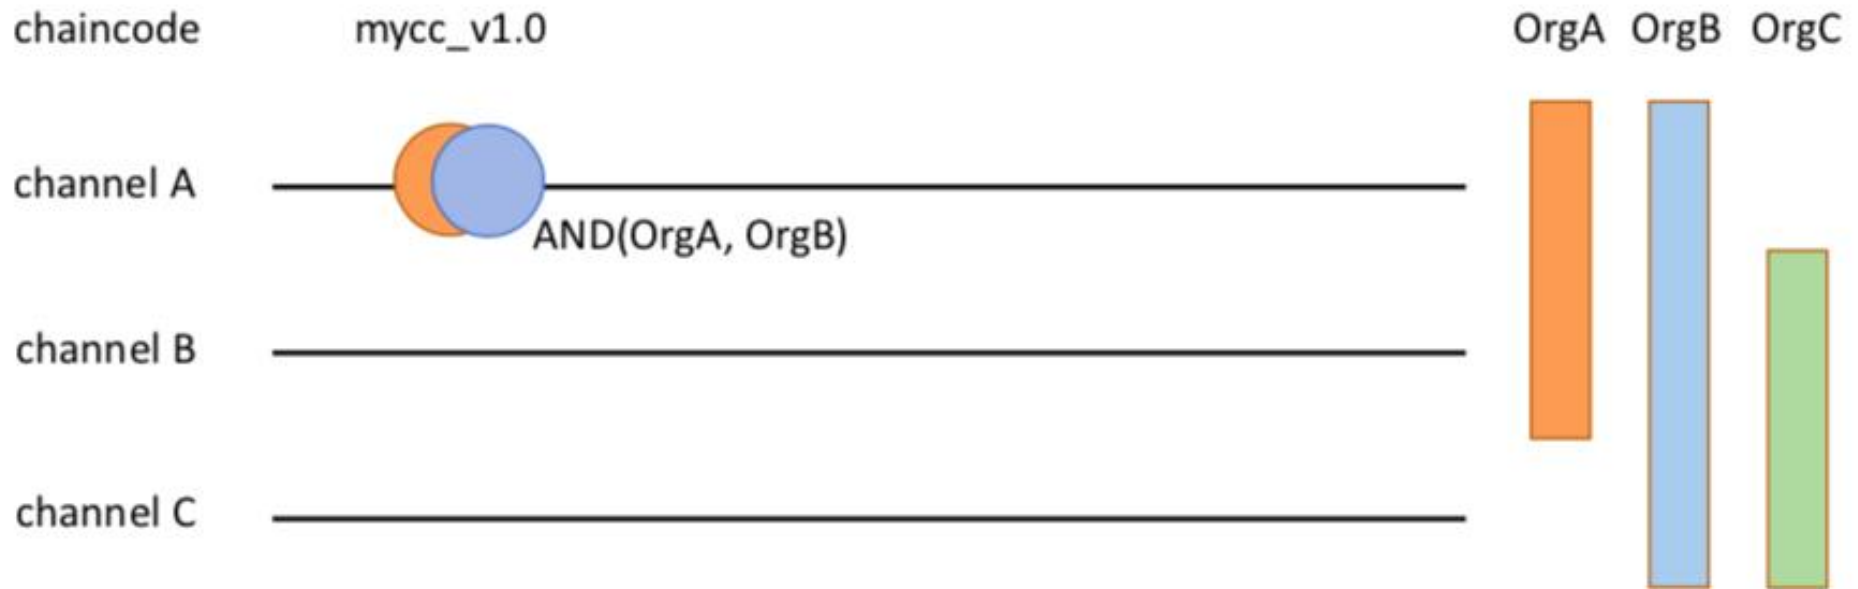 chaincode mycc_v1.0 OrgA OrgB OrgC
channel A
AND(OrgA, OrgB)
channel B
channel C